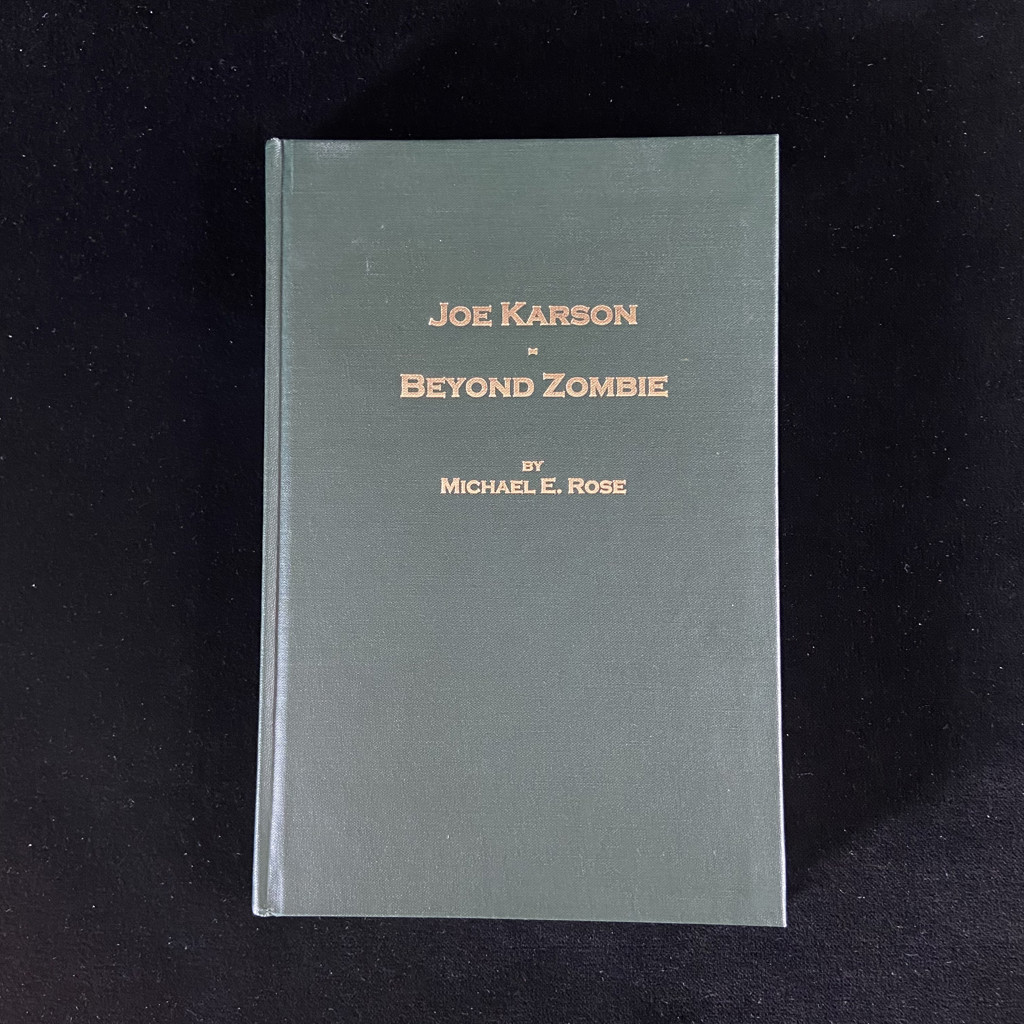 Joe Karson
Beyond Zombie
by
Michael E. Rose